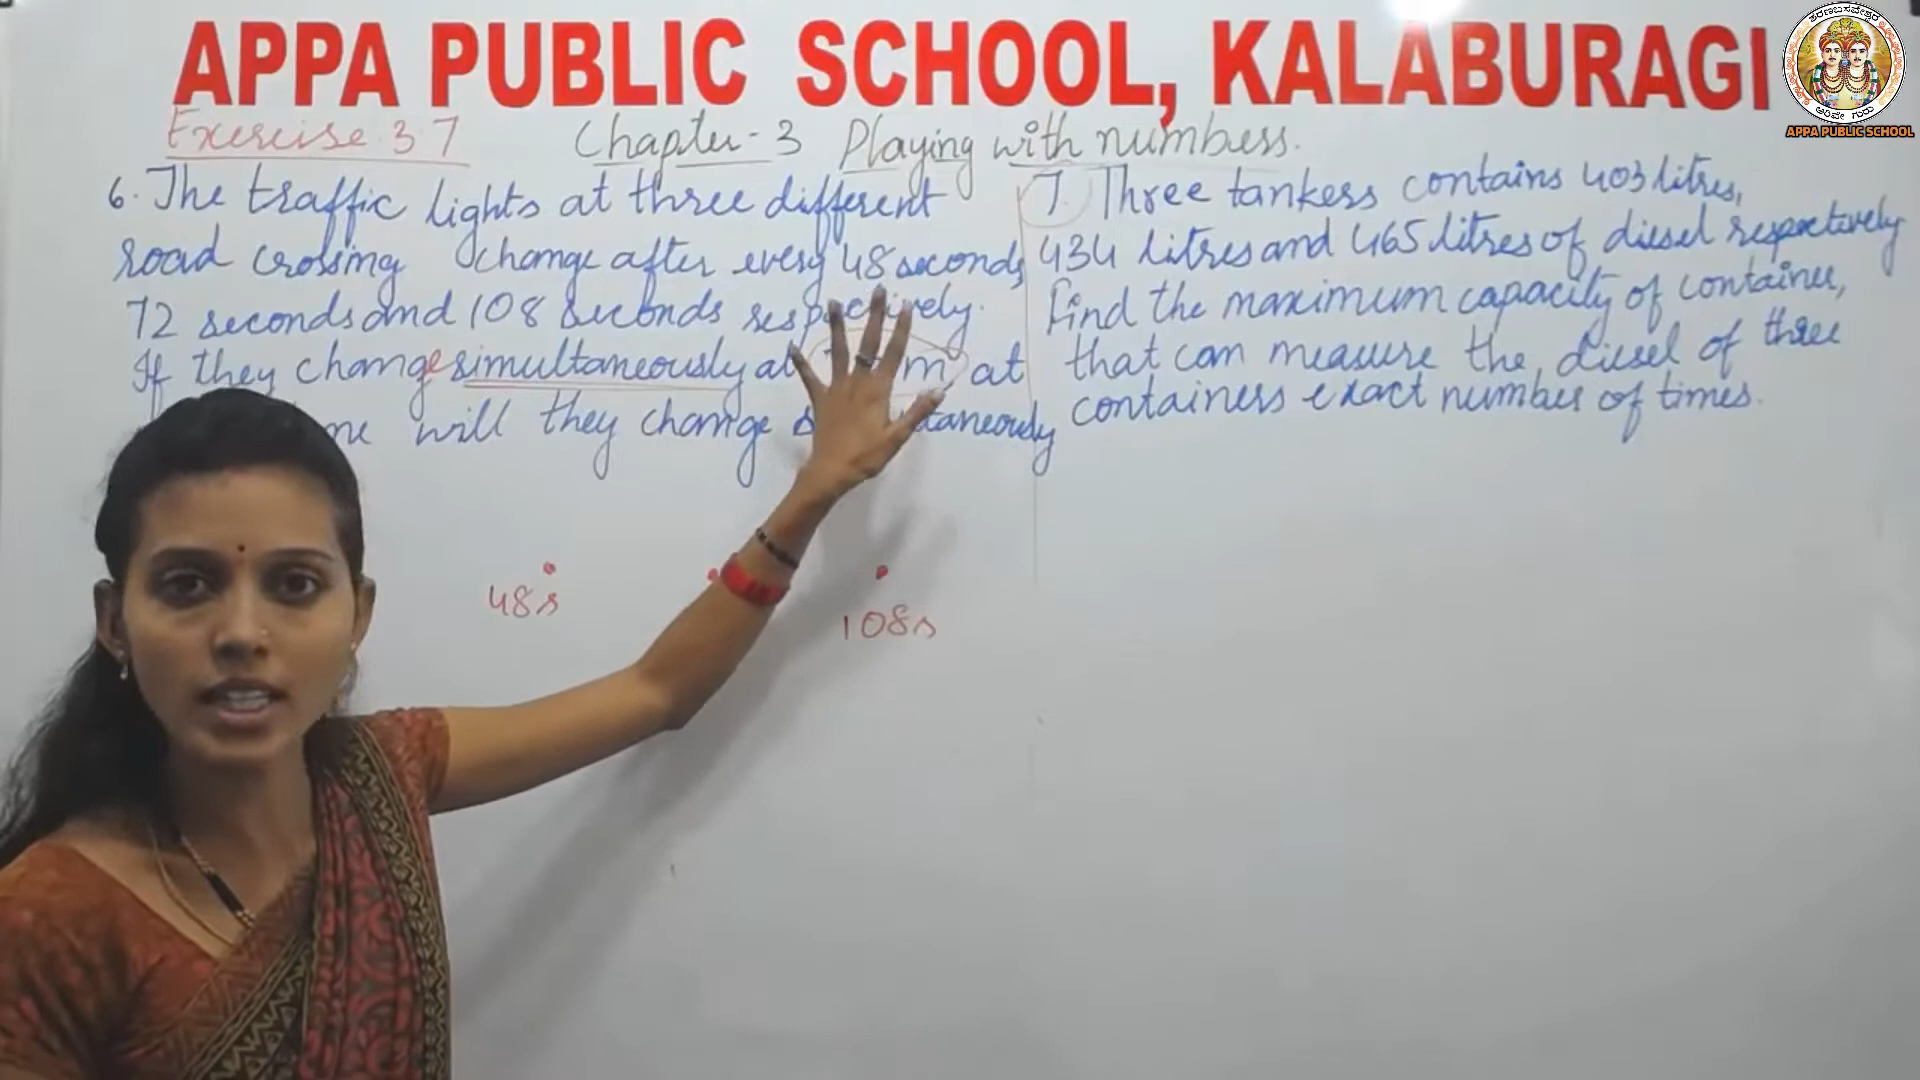 APPA PUBLIC SCHOOL, KALABURAGI
APPA PUBLIC SCHOOL
Exercise 3.7
Chapter-3 Playing with numbers.
6. The traffic lights at three different
road crossing change after every 48 seconds,
72 seconds and 108 seconds respectively.
If they change simultaneously at m at
will they change
7. Three tankers contains 403 litres,
434 litres and 465 litres of diesel respectively
Find the maximum capacity of container,
that can measure the diesel of three
containers exact number of times.
48s
108s